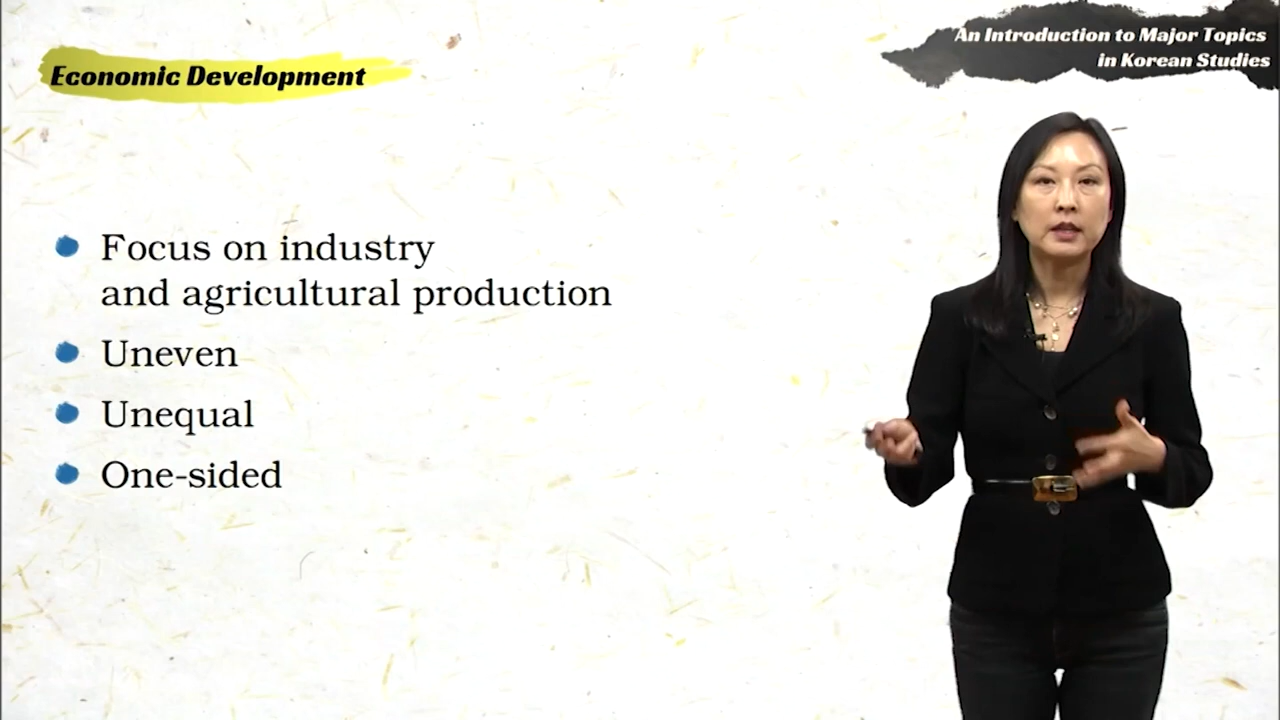 An Introduction to Major Topics
in Korean Studies
Economic Development
Focus on industry
and agricultural production
Uneven
Unequal
One-sided